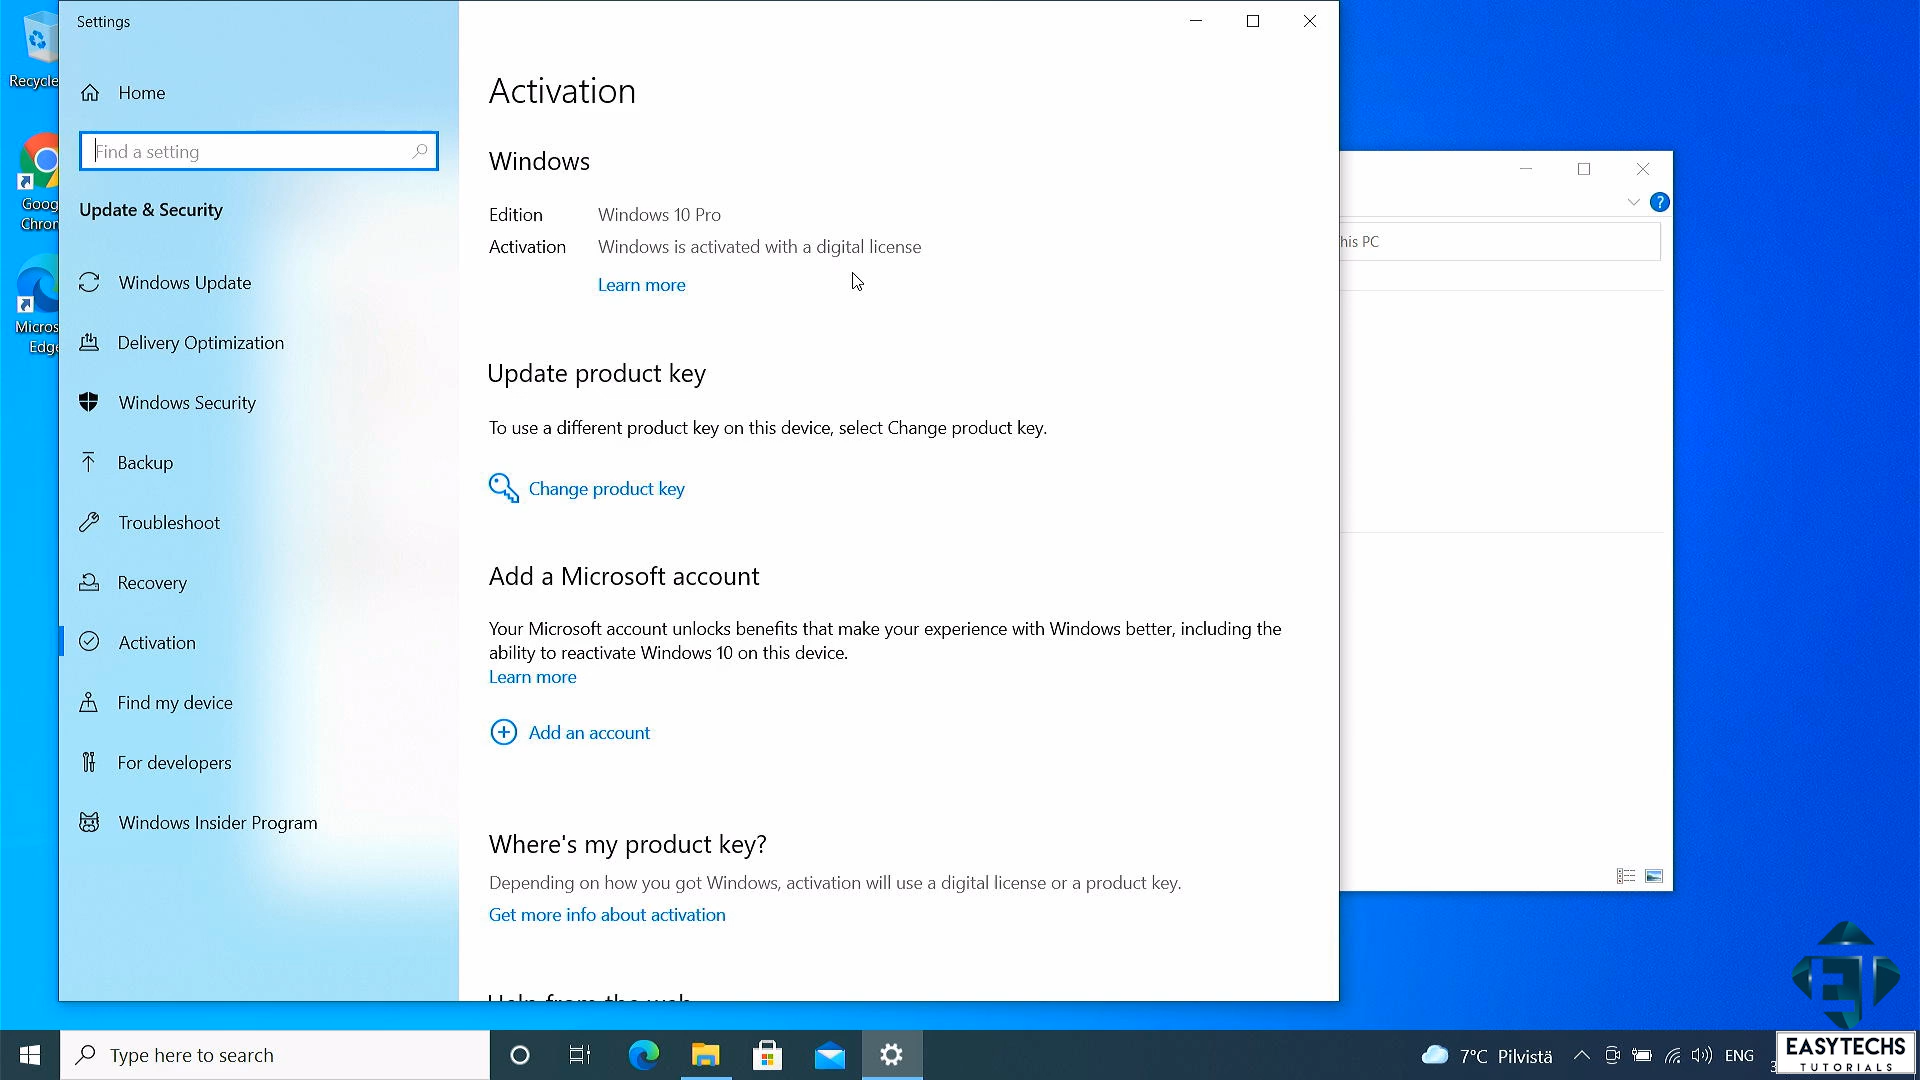 Settings
Home
Find a setting
Update & Security
Windows Update
Delivery Optimization
Windows Security
Backup
Troubleshoot
Recovery
Activation
Find my device
For developers
Windows Insider Program
Activation
Windows
Edition Windows 10 Pro
Activation Windows is activated with a digital license
Learn more
Update product key
To use a different product key on this device, select Change product key.
Change product key
Add a Microsoft account
Your Microsoft account unlocks benefits that make your experience with Windows better, including the
ability to reactivate Windows 10 on this device.
Learn more
Add an account
Where's my product key?
Depending on how you got Windows, activation will use a digital license or a product key.
Get more info about activation
Help from the web
Recycle
Goog
Chron
Micros
Edge
his PC
?
Type here to search
7°C Pilvistä
ENG
EASYTECHS
TUTORIALS